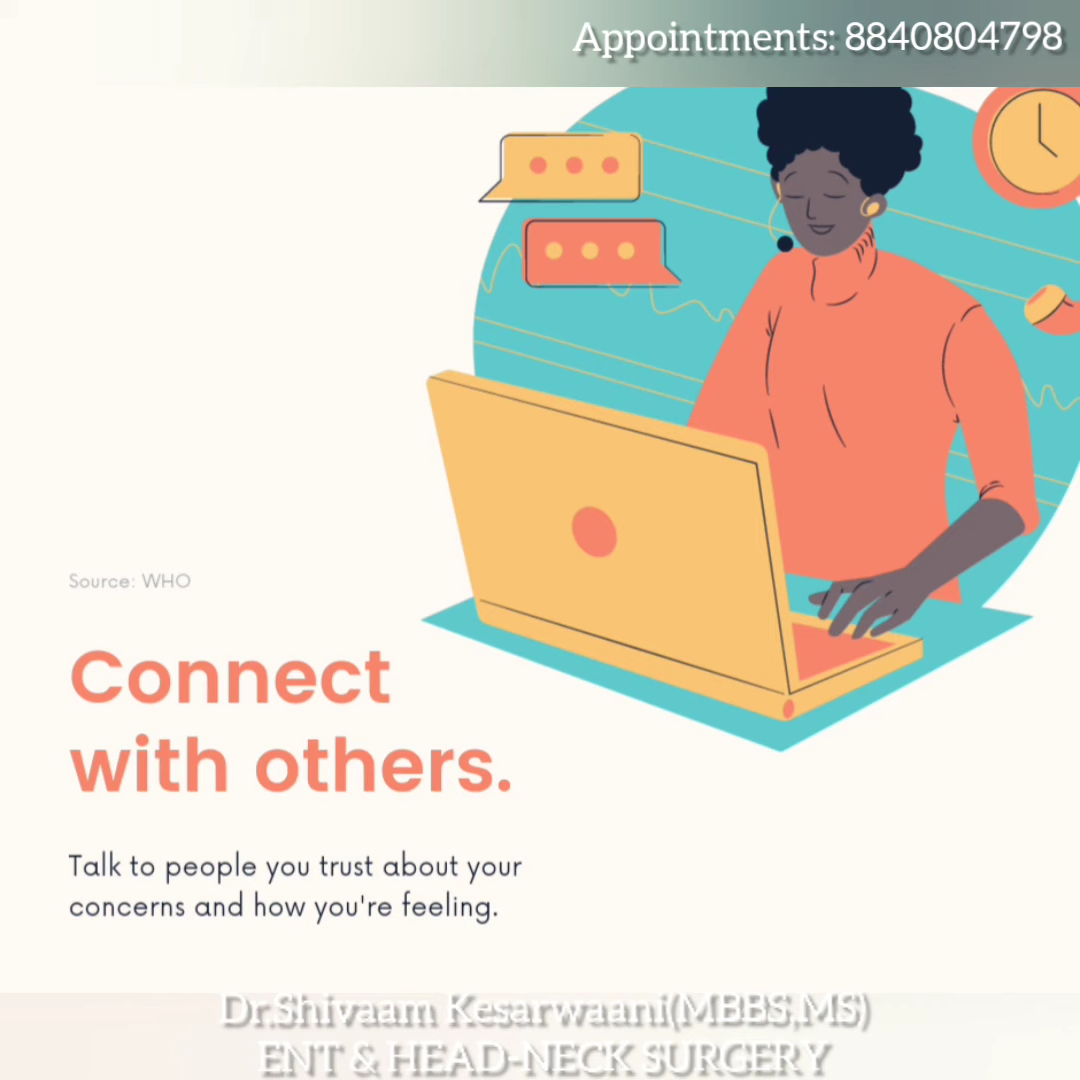 Appointments: 8840804798
Source: WHO
Connect
with others.
Talk to people you trust about your
concerns and how you're feeling.
Dr.Shivaam Kesarwaani(MBBS,MS)
ENT & HEAD-NECK SURGERY